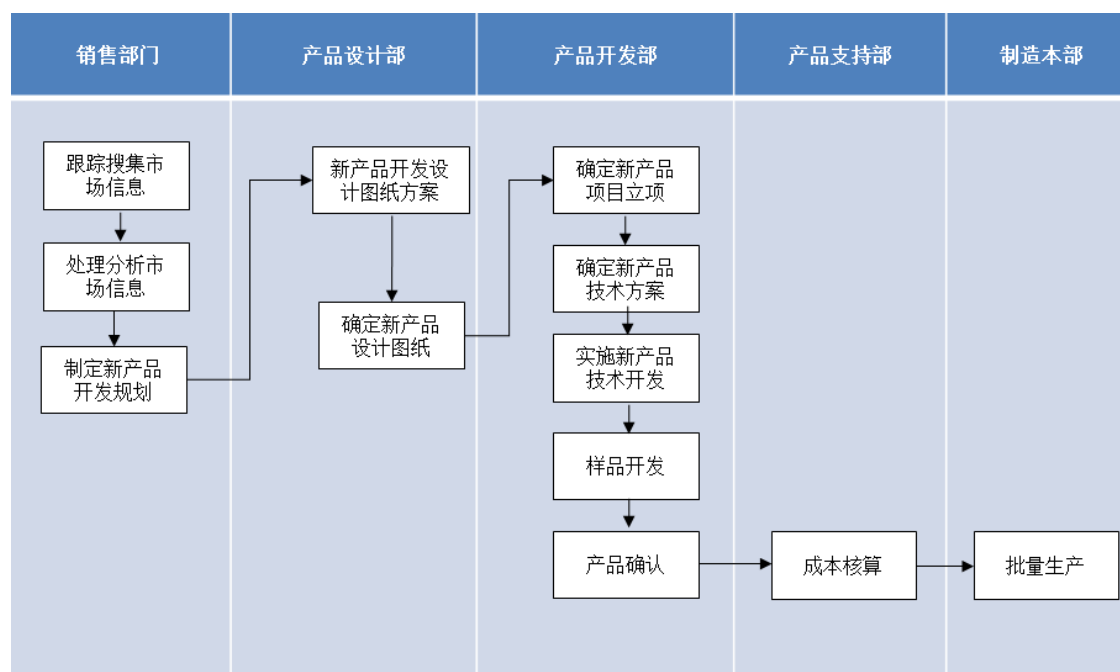 销售部门
产品设计部
产品开发部
产品支持部
制造本部
跟踪搜集市
场信息
处理分析市
场信息
制定新产品
开发规划
新产品开发设
计图纸方案
确定新产品
设计图纸
确定新产品
项目立项
确定新产品
技术方案
实施新产品
技术开发
样品开发
产品确认
成本核算
批量生产